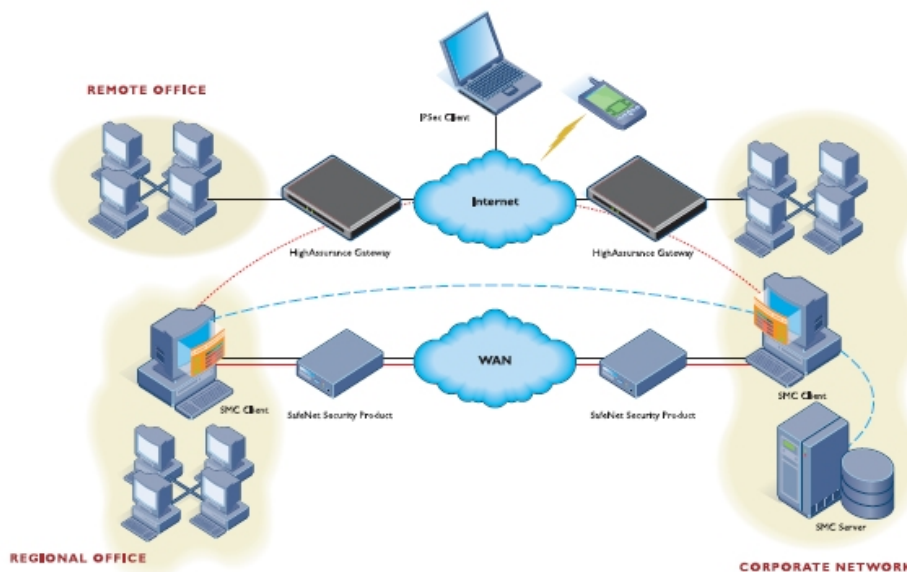 REMOTE OFFICE
IPSec Client
Internet
HighAssurance Gateway
HighAssurance Gateway
WAN
SMC Client
SafeNet Security Product
SafeNet Security Product
SMC Client
SMC Server
REGIONAL OFFICE
CORPORATE NETWORK